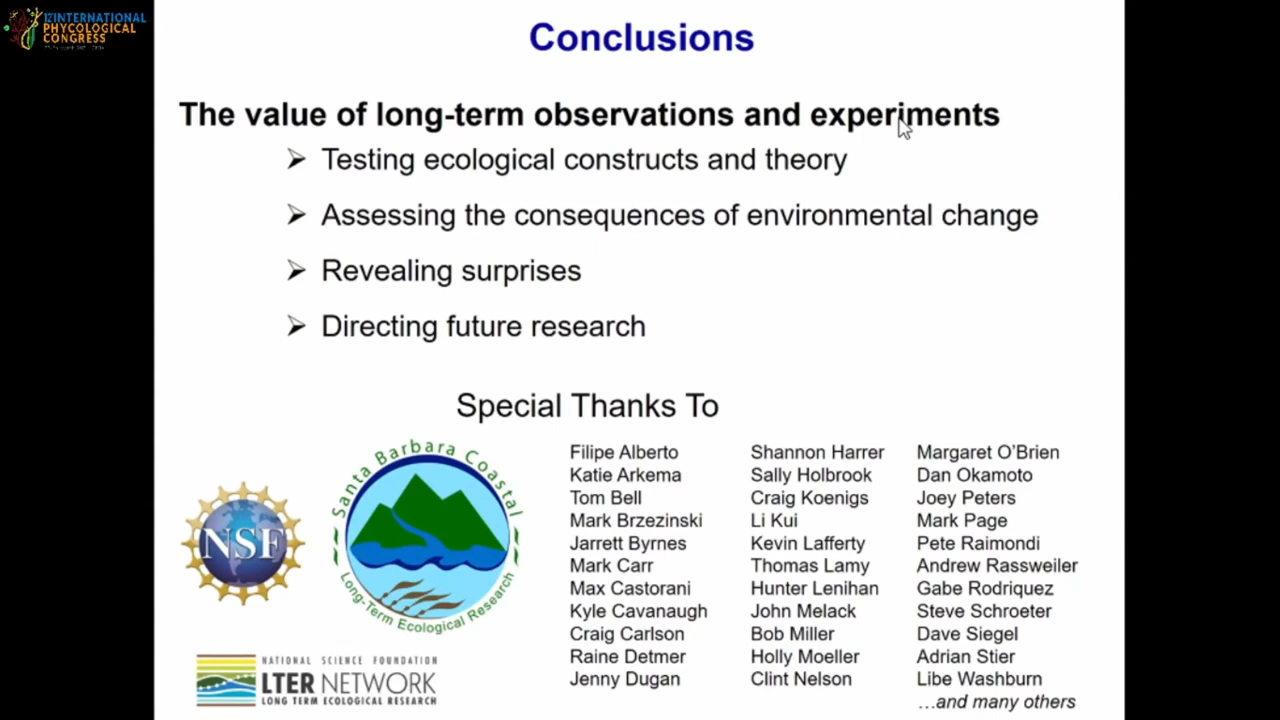 12 INTERNATIONAL
PHYCOLOGICAL
CONGRESS
Conclusions
The value of long-term observations and experiments
➢ Testing ecological constructs and theory
➢ Assessing the consequences of environmental change
➢ Revealing surprises
➢ Directing future research
Special Thanks To
NSF
Santa Barbara Coastal
Long-Term Ecological Research
NATIONAL SCIENCE FOUNDATION
LTER NETWORK
LONG TERM ECOLOGICAL RESEARCH
Filipe Alberto
Katie Arkema
Tom Bell
Mark Brzezinski
Jarrett Byrnes
Mark Carr
Max Castorani
Kyle Cavanaugh
Craig Carlson
Raine Detmer
Jenny Dugan
Shannon Harrer
Sally Holbrook
Craig Koenigs
Li Kui
Kevin Lafferty
Thomas Lamy
Hunter Lenihan
John Melack
Bob Miller
Holly Moeller
Clint Nelson
Margaret O'Brien
Dan Okamoto
Joey Peters
Mark Page
Pete Raimondi
Andrew Rassweiler
Gabe Rodriquez
Steve Schroeter
Dave Siegel
Adrian Stier
Libe Washburn
…and many others